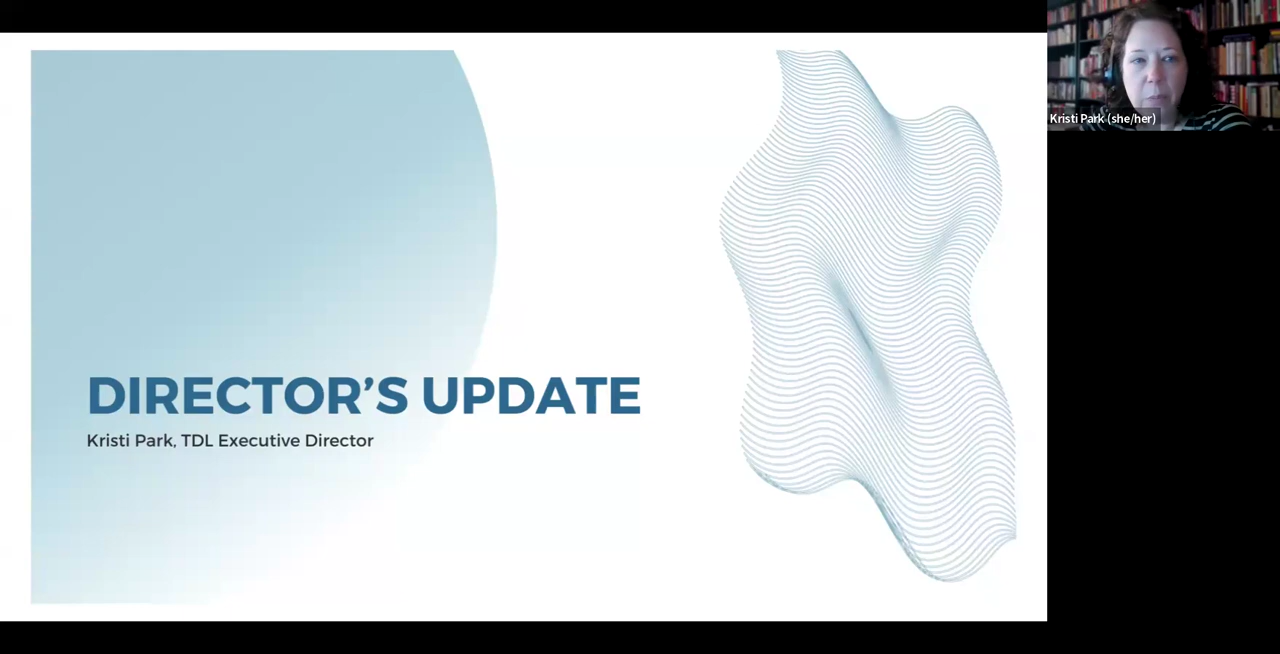 DIRECTOR’S UPDATE
Kristi Park, TDL Executive Director
Kristi Park (she/her)